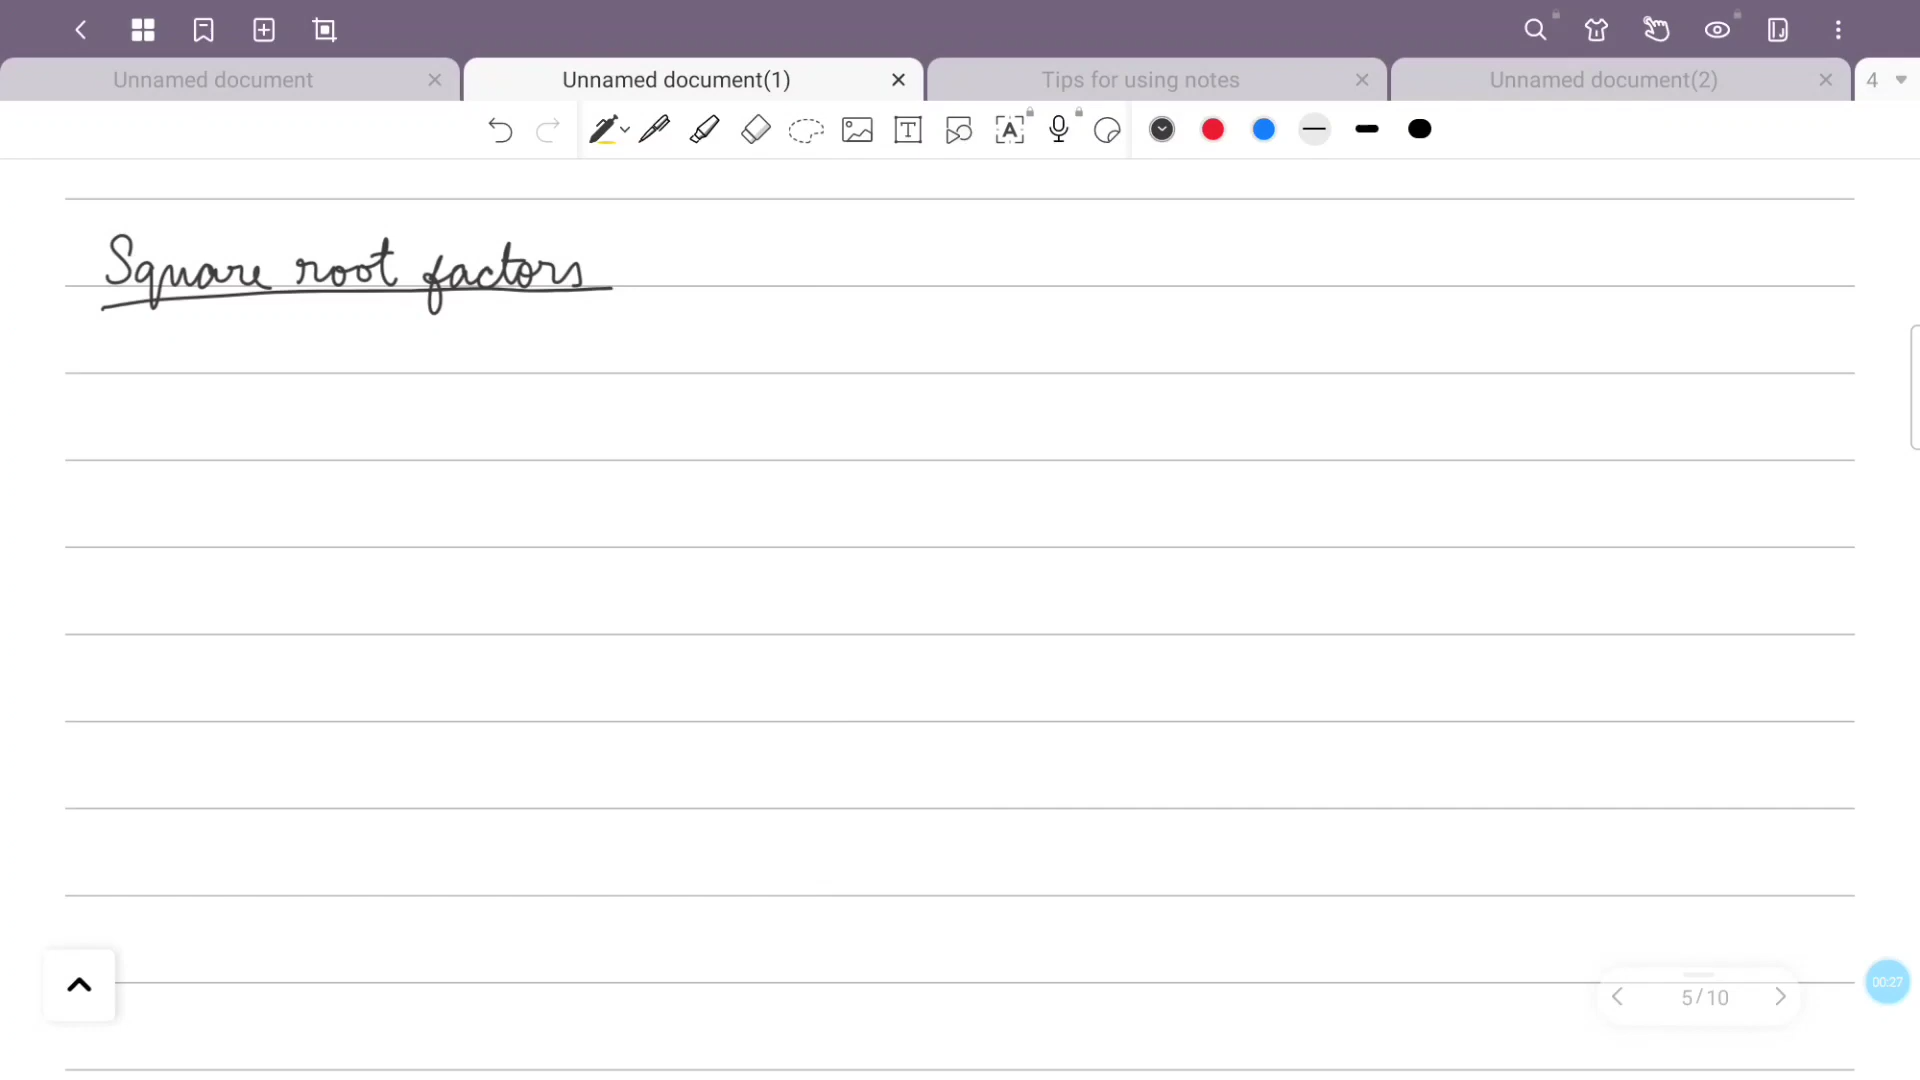 Unnamed document
Unnamed document(1)
Tips for using notes
Unnamed document(2)
4
Square root factors
5/10
00:27